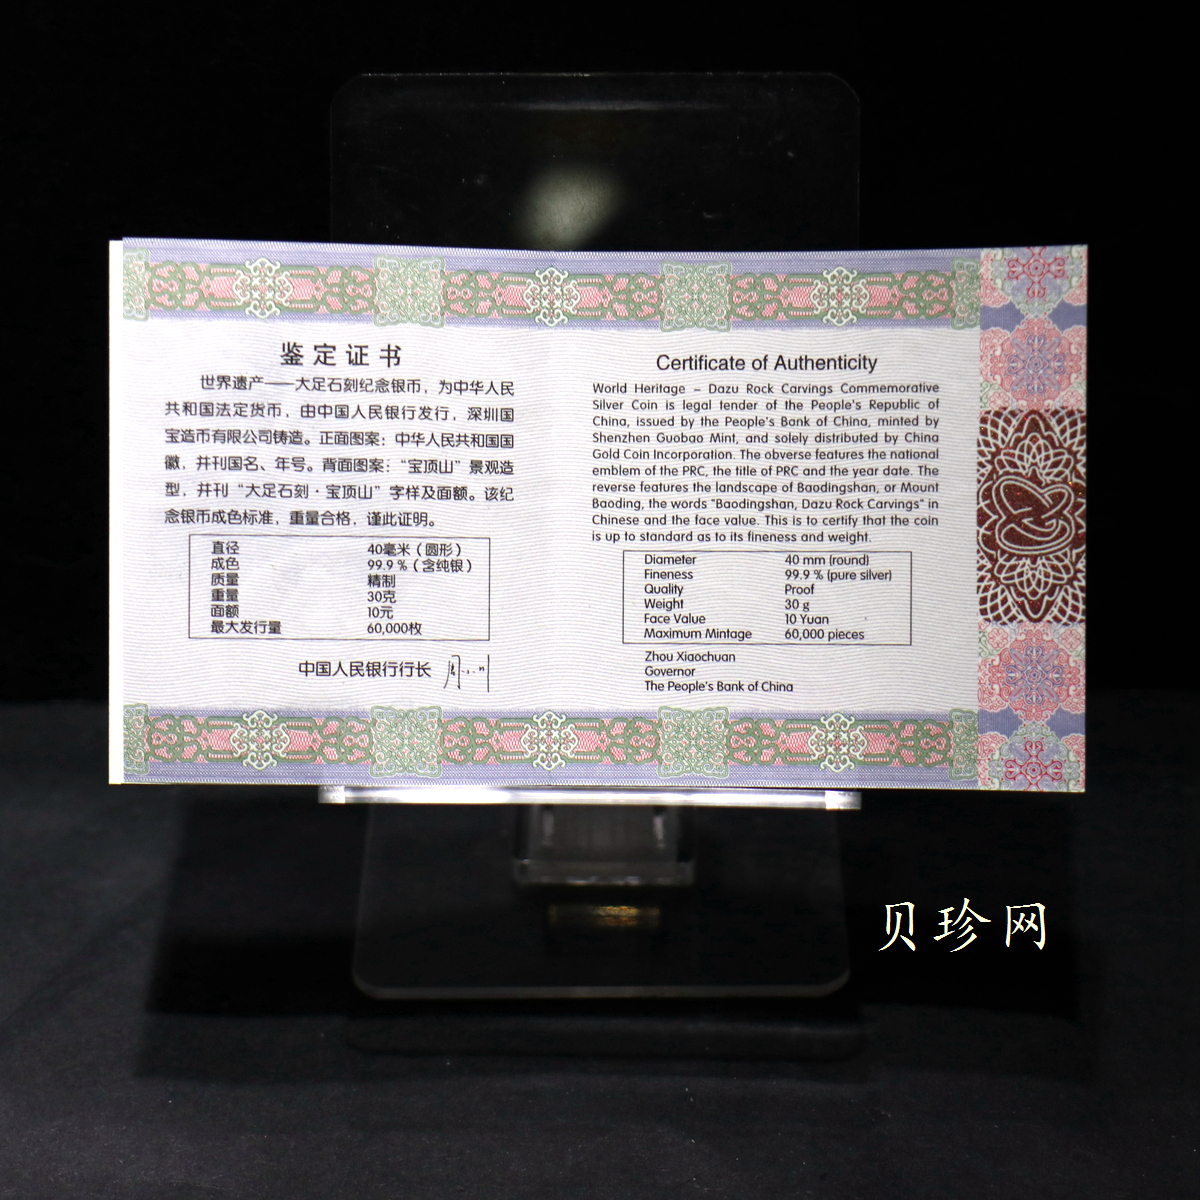 鉴定证书
世界遗产——大足石刻纪念银币，为中华人民
共和国法定货币，由中国人民银行发行，深圳国
宝造币有限公司铸造。正面图案：中华人民共和国国
徽，并刊国名、年号。背面图案：“宝顶山”景观造
型，并刊“大足石刻·宝顶山”字样及面额。该纪
念银币成色标准，重量合格，谨此证明。
直径 40毫米（圆形）
成色 99.9％（含纯银）
质量 精制
重量 30克
面额 10元
最大发行量 60,000枚
中国人民银行行长
Certificate of Authenticity
World Heritage – Dazu Rock Carvings Commemorative
Silver Coin is legal tender of the People's Republic of
China, issued by the People's Bank of China, minted by
Shenzhen Guobao Mint, and solely distributed by China
Gold Coin Incorporation. The obverse features the national
emblem of the PRC, the title of PRC and the year date. The
reverse features the landscape of Baodingshan, or Mount
Baoding, the words "Baodingshan, Dazu Rock Carvings" in
Chinese and the face value. This is to certify that the coin
is up to standard as to its fineness and weight.
Diameter 40 mm (round)
Fineness 99.9 % (pure silver)
Quality Proof
Weight 30 g
Face Value 10 Yuan
Maximum Mintage 60,000 pieces
Zhou Xiaochuan
Governor
The People's Bank of China
贝珍网